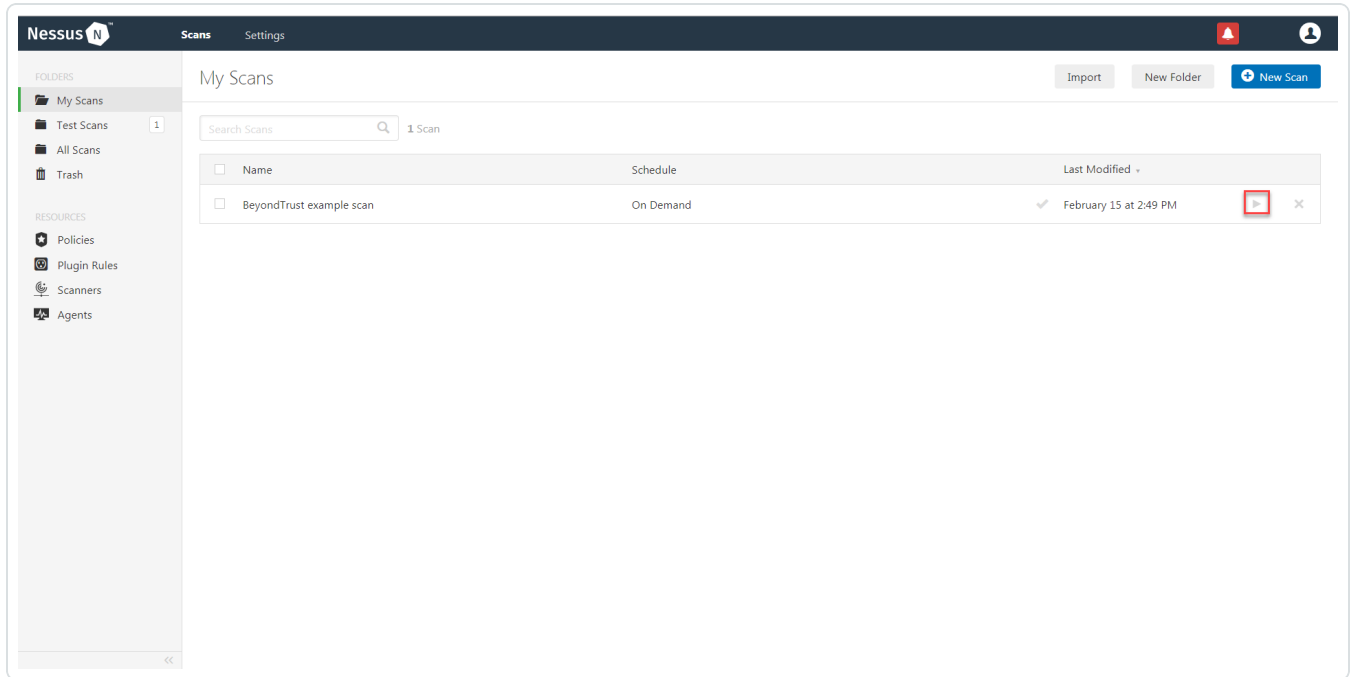 Nessus N ™ Scans Settings
FOLDERS
My Scans
Test Scans 1
All Scans
Trash
RESOURCES
Policies
Plugin Rules
Scanners
Agents
My Scans
Import New Folder New Scan
Search Scans 1 Scan
Name Schedule Last Modified
BeyondTrust example scan On Demand February 15 at 2:49 PM